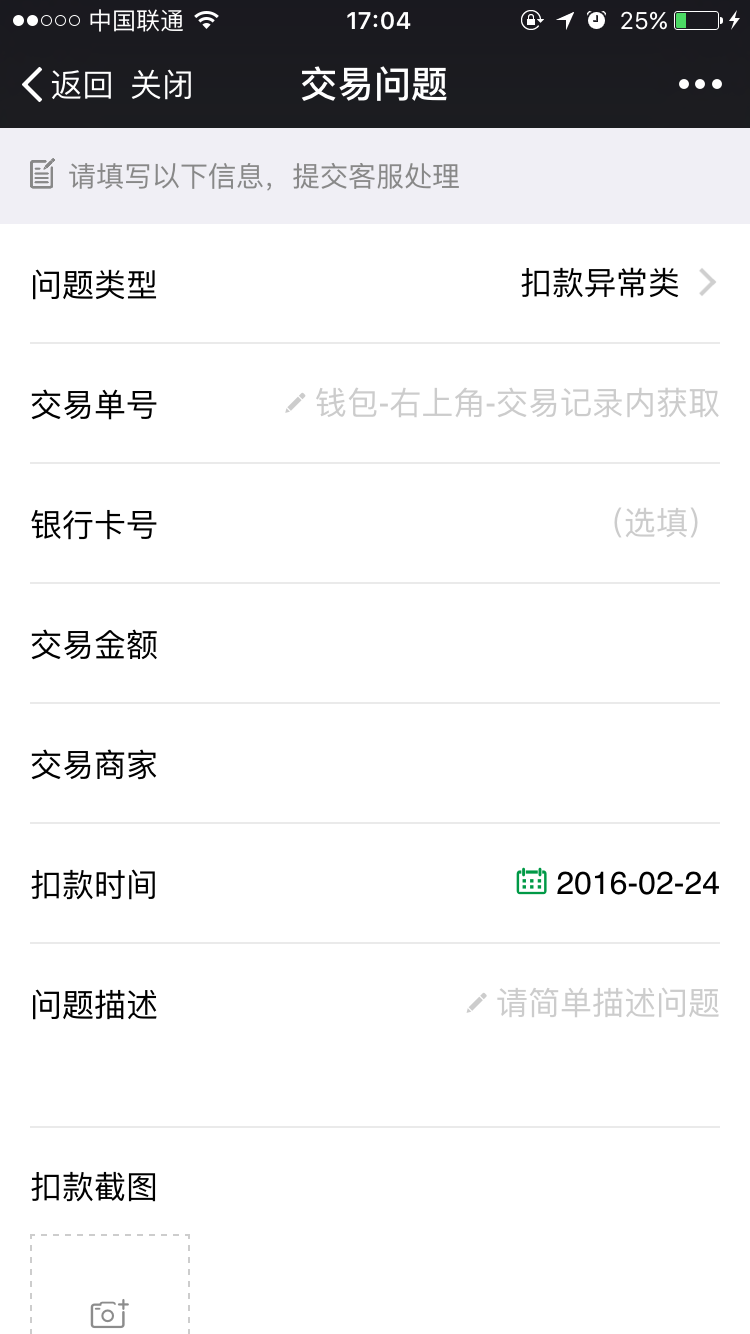 中国联通 17:04 25%
返回 关闭 交易问题
请填写以下信息，提交客服处理
问题类型 扣款异常类
交易单号 钱包-右上角-交易记录内获取
银行卡号 (选填)
交易金额
交易商家
扣款时间 2016-02-24
问题描述 请简单描述问题
扣款截图